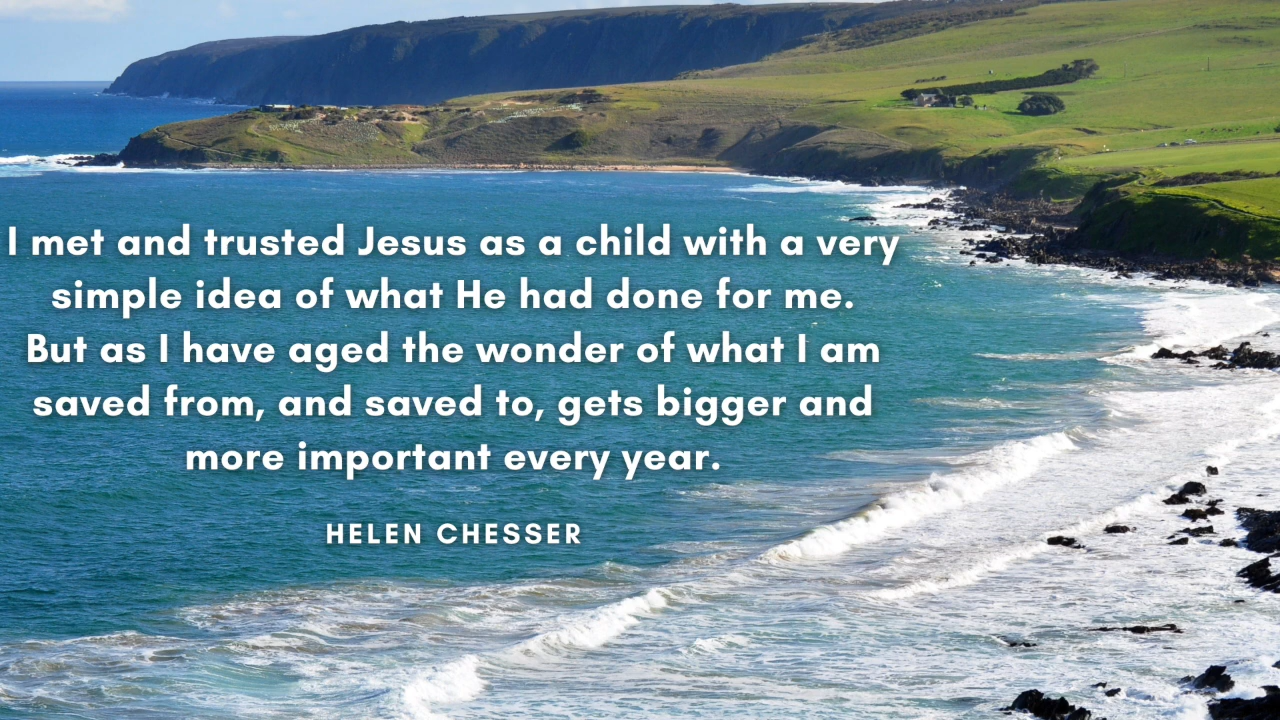 I met and trusted Jesus as a child with a very
simple idea of what He had done for me.
But as I have aged the wonder of what I am
saved from, and saved to, gets bigger and
more important every year.
HELEN CHESSER